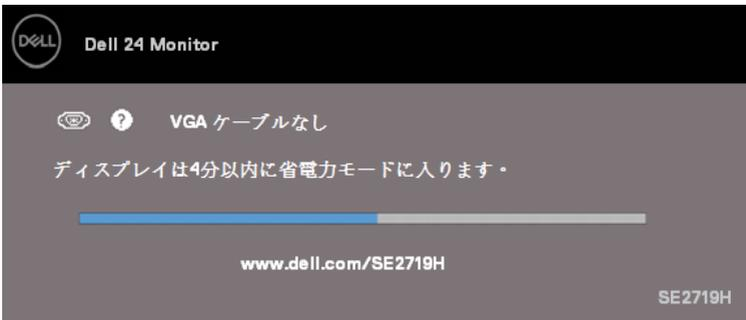 DELL Dell 24 Monitor
? VGA ケーブルなし
ディスプレイは4分以内に省電力モードに入ります。
www.dell.com/SE2719H
SE2719H